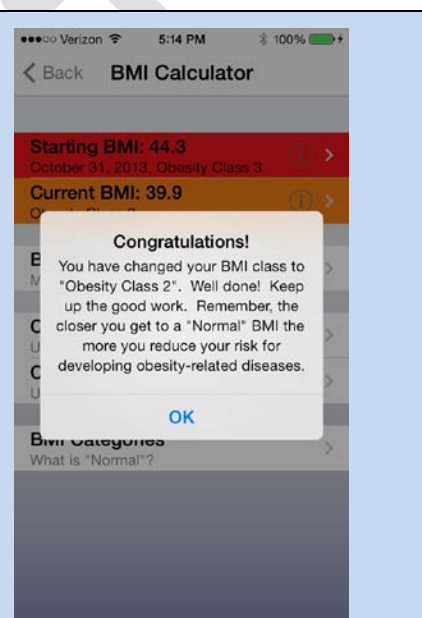 Verizon 5:14 PM 100%
Back BMI Calculator
Starting BMI: 44.3
October 31, 2013, Obesity Class 3
Current BMI: 39.9
Congratulations!
You have changed your BMI class to
"Obesity Class 2". Well done! Keep
up the good work. Remember, the
closer you get to a "Normal" BMI the
more you reduce your risk for
developing obesity-related diseases.
OK
BMI Categories
What is "Normal"?